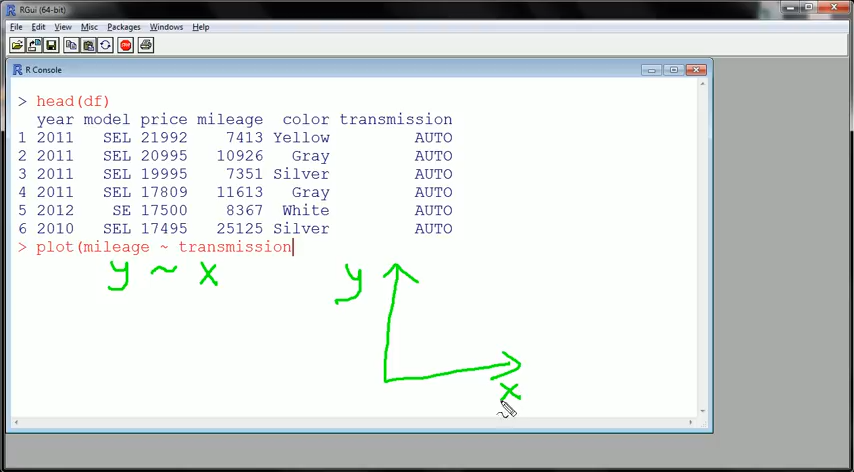 RGui (64-bit)
File Edit View Misc Packages Windows Help
STOP
R Console
> head(df)
year model price mileage color transmission
1 2011 SEL 21992 7413 Yellow AUTO
2 2011 SEL 20995 10926 Gray AUTO
3 2011 SEL 19995 7351 Silver AUTO
4 2011 SEL 17809 11613 Gray AUTO
5 2012 SE 17500 8367 White AUTO
6 2010 SEL 17495 25125 Silver AUTO
> plot(mileage ~ transmission
y ~ x
y
x